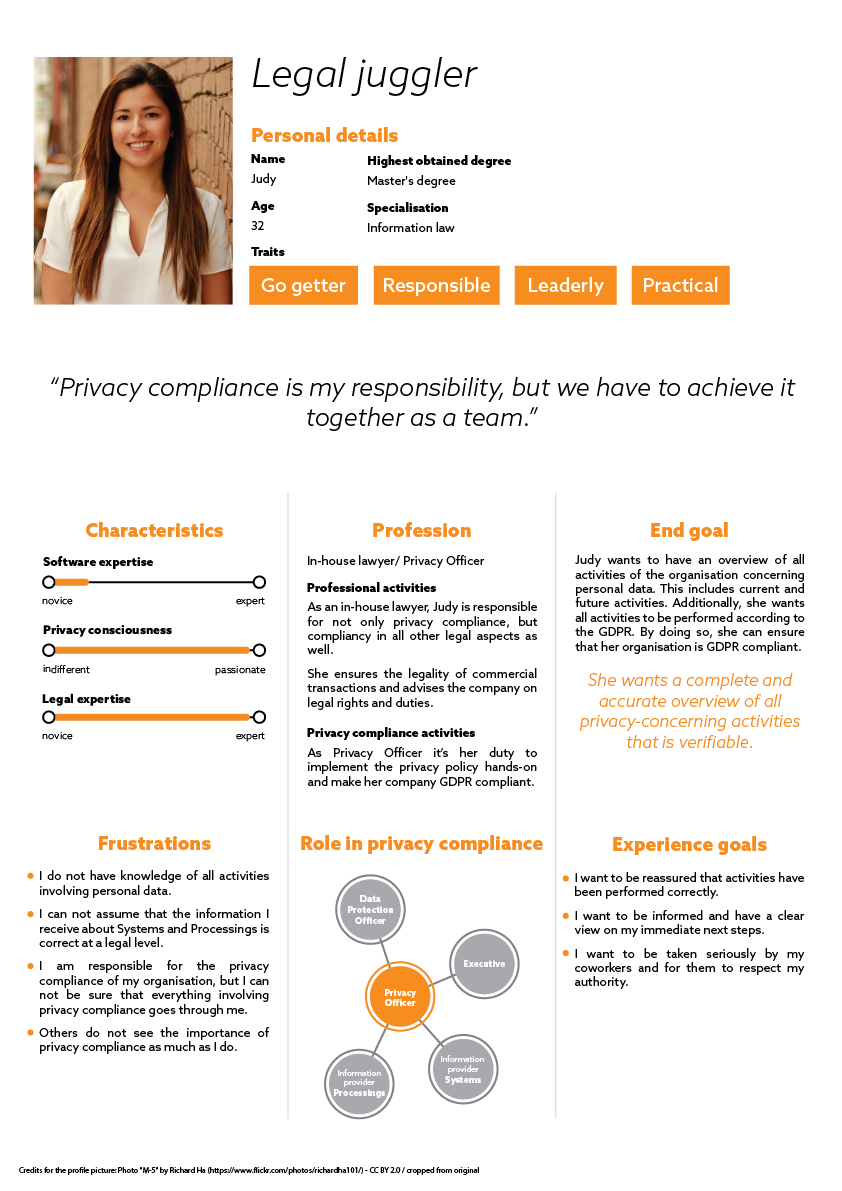 Legal juggler
Personal details
Name
Judy
Highest obtained degree
Master's degree
Age
32
Specialisation
Information law
Traits
Go getter
Responsible
Leaderly
Practical
“Privacy compliance is my responsibility, but we have to achieve it
together as a team.”
Characteristics
Software expertise
novice expert
Privacy consciousness
indifferent passionate
Legal expertise
novice expert
Profession
In-house lawyer/ Privacy Officer
Professional activities
As an in-house lawyer, Judy is responsible
for not only privacy compliance, but
compliancy in all other legal aspects as
well.
She ensures the legality of commercial
transactions and advises the company on
legal rights and duties.
Privacy compliance activities
As Privacy Officer it’s her duty to
implement the privacy policy hands-on
and make her company GDPR compliant.
End goal
Judy wants to have an overview of all
activities of the organisation concerning
personal data. This includes current and
future activities. Additionally, she wants
all activities to be performed according to
the GDPR. By doing so, she can ensure
that her organisation is GDPR compliant.
She wants a complete and
accurate overview of all
privacy-concerning activities
that is verifiable.
Frustrations
I do not have knowledge of all activities
involving personal data.
I can not assume that the information I
receive about Systems and Processings is
correct at a legal level.
I am responsible for the privacy
compliance of my organisation, but I can
not be sure that everything involving
privacy compliance goes through me.
Others do not see the importance of
privacy compliance as much as I do.
Role in privacy compliance
Data
Protection
Officer
Executive
Privacy
Officer
Information
provider
Systems
Information
provider
Processings
Experience goals
I want to be reassured that activities have
been performed correctly.
I want to be informed and have a clear
view on my immediate next steps.
I want to be taken seriously by my
coworkers and for them to respect my
authority.
Credits for the profile picture: Photo "M-5" by Richard Ha (https://www.flickr.com/photos/richardha101/) - CC BY 2.0 / cropped from original